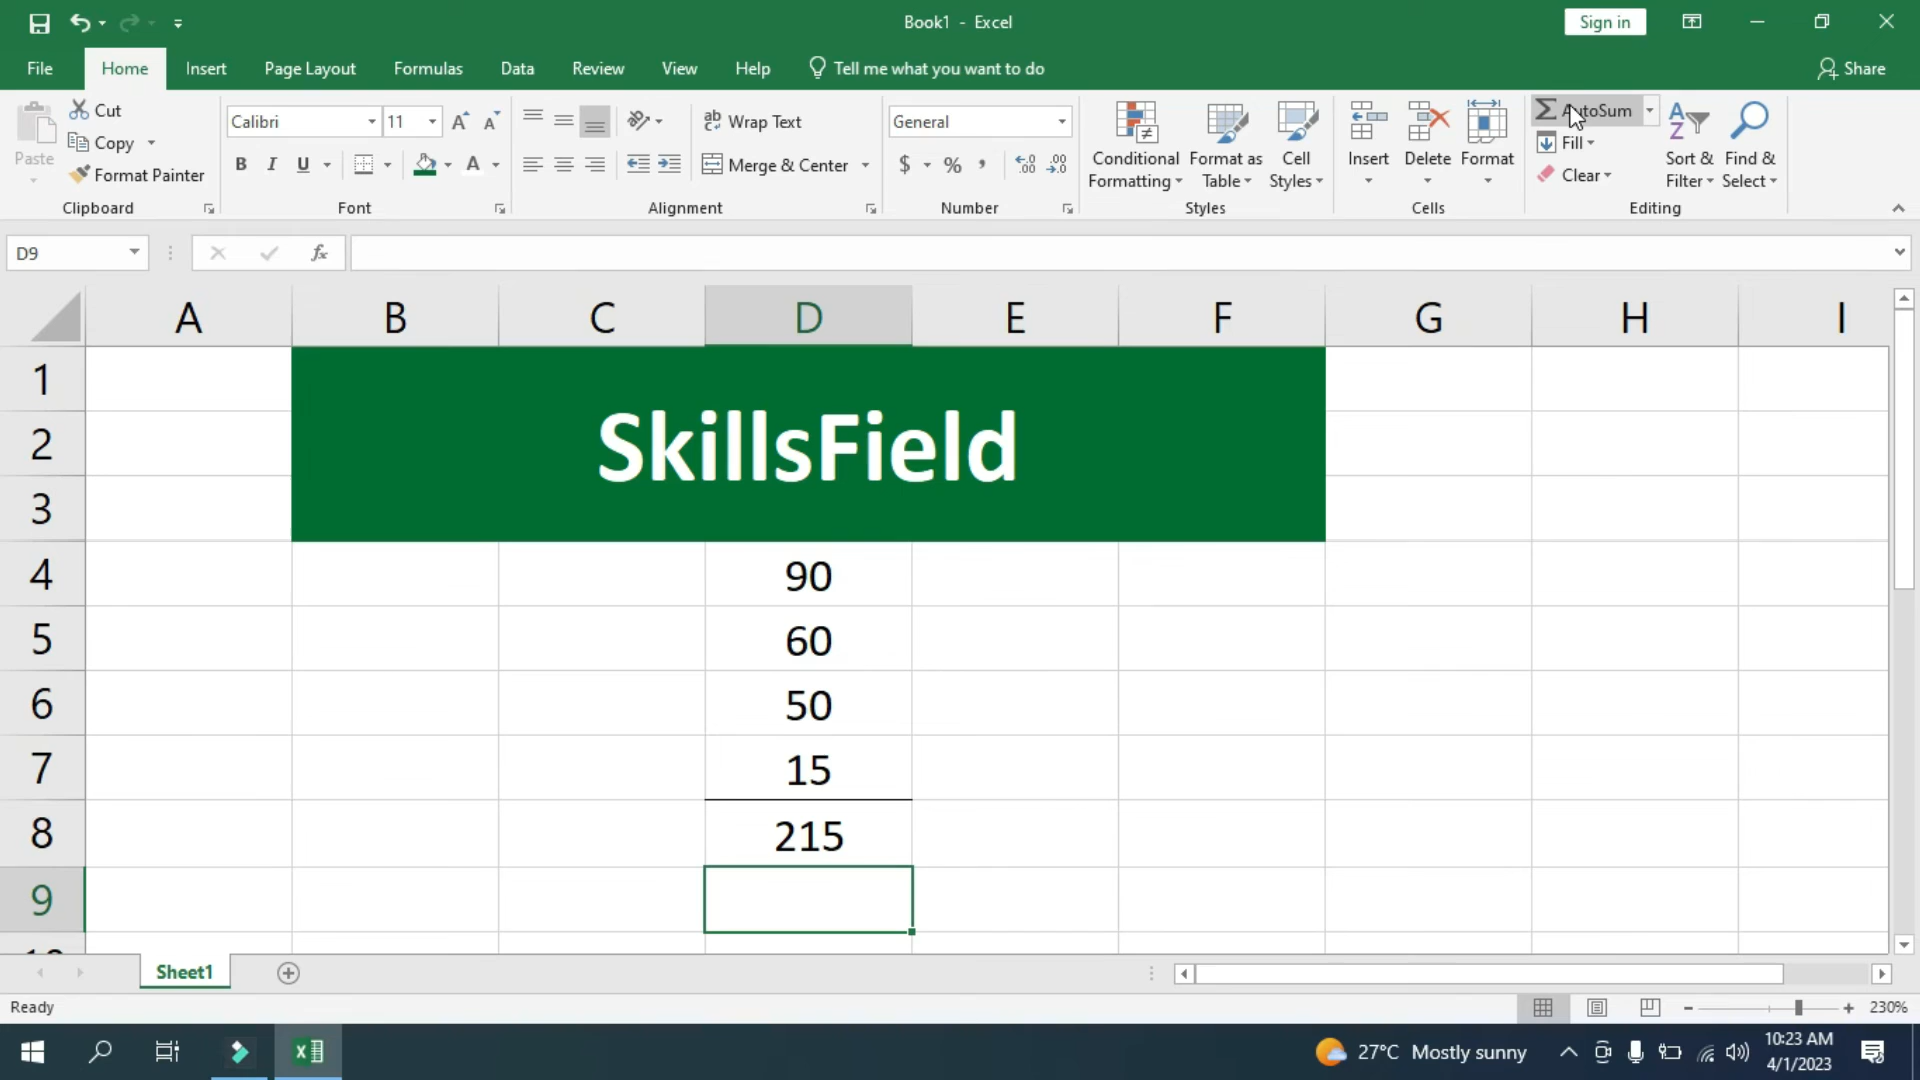 Book1 - Excel
Sign in
File Home Insert Page Layout Formulas Data Review View Help Tell me what you want to do Share
Paste
Cut
Copy
Format Painter
Clipboard
Calibri 11
B I U
Font
Wrap Text
Merge & Center
Alignment
General
$ % ,
Number
Conditional Formatting
Format as Table
Cell Styles
Styles
Insert Delete Format
Cells
AutoSum
Fill
Clear
Sort & Filter
Find & Select
Editing
D9 fx
A B C D E F G H I
1
2
3
SkillsField
4 90
5 60
6 50
7 15
8 215
9
10
Sheet1
Ready
230%
27°C Mostly sunny
10:23 AM
4/1/2023